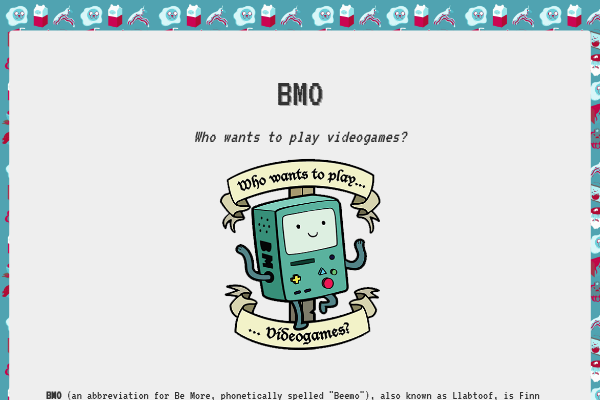 BMO
Who wants to play videogames?
Who wants to play...
BMO
... Videogames?
BMO (an abbreviation for Be More, phonetically spelled "Beemo"), also known as Llabtoof, is Finn